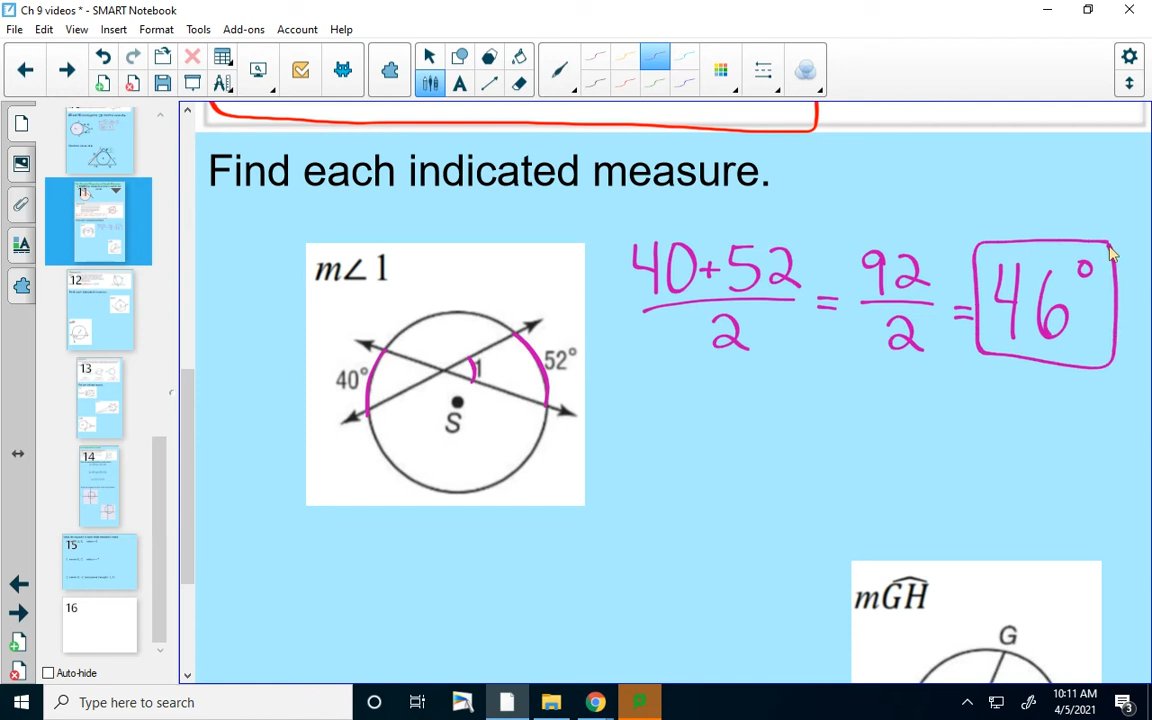 Ch 9 videos * - SMART Notebook
File Edit View Insert Format Tools Add-ons Account Help
Find each indicated measure.
m∠ 1
40°
52°
1
S
40+52
2
=
92
2
=
46°
mGH
G
11
12
13
14
15
16
Auto-hide
Type here to search
10:11 AM
4/5/2021
3